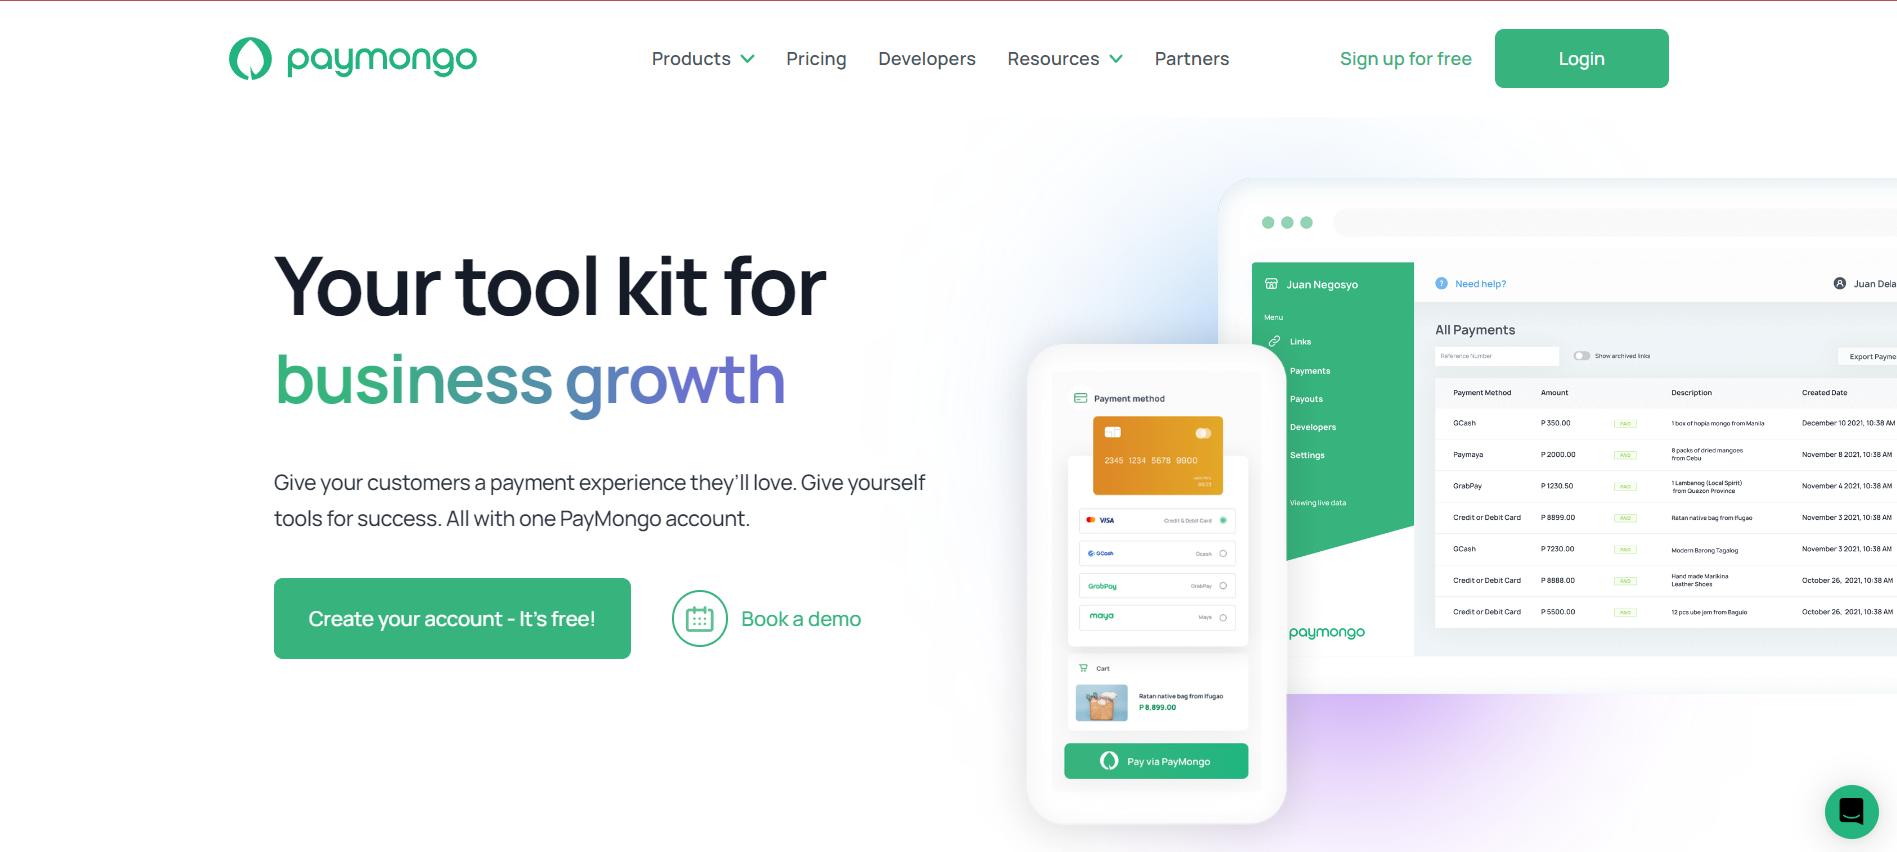 paymongo
Products
Pricing
Developers
Resources
Partners
Sign up for free
Login
Your tool kit for
business growth
Give your customers a payment experience they'll love. Give yourself
tools for success. All with one PayMongo account.
Create your account - It's free!
Book a demo
Juan Negosyo
Menu
Links
Payments
Payouts
Developers
Settings
Viewing live data
paymongo
? Need help?
Juan Dela
All Payments
Reference Number
Show archived links
Export Payme
Payment Method Amount Description Created Date
GCash P 350.00 PAID 1 box of hopia mongo from Manila December 10 2021, 10:38 AM
Paymaya P 2000.00 PAID 8 packs of dried mangoes
from Cebu November 8 2021, 10:38 AM
GrabPay P 1230.50 PAID 1 Lambanog (Local Spirit)
from Quezon Province November 4 2021, 10:38 AM
Credit or Debit Card P 8899.00 PAID Ratan native bag from Ifugao November 3 2021, 10:38 AM
GCash P 7230.00 PAID Modern Barong Tagalog November 3 2021, 10:38 AM
Credit or Debit Card P 8888.00 PAID Hand made Marikina
Leather Shoes October 26, 2021, 10:38 AM
Credit or Debit Card P 5500.00 PAID 12 pcs ube jam from Baguio October 26, 2021, 10:38 AM
Payment method
2345 1234 5678 9900
VISA Credit & Debit Card
GCash Gcash
GrabPay GrabPay
maya Maya
Cart
Ratan native bag from Ifugao
P 8,899.00
Pay via PayMongo